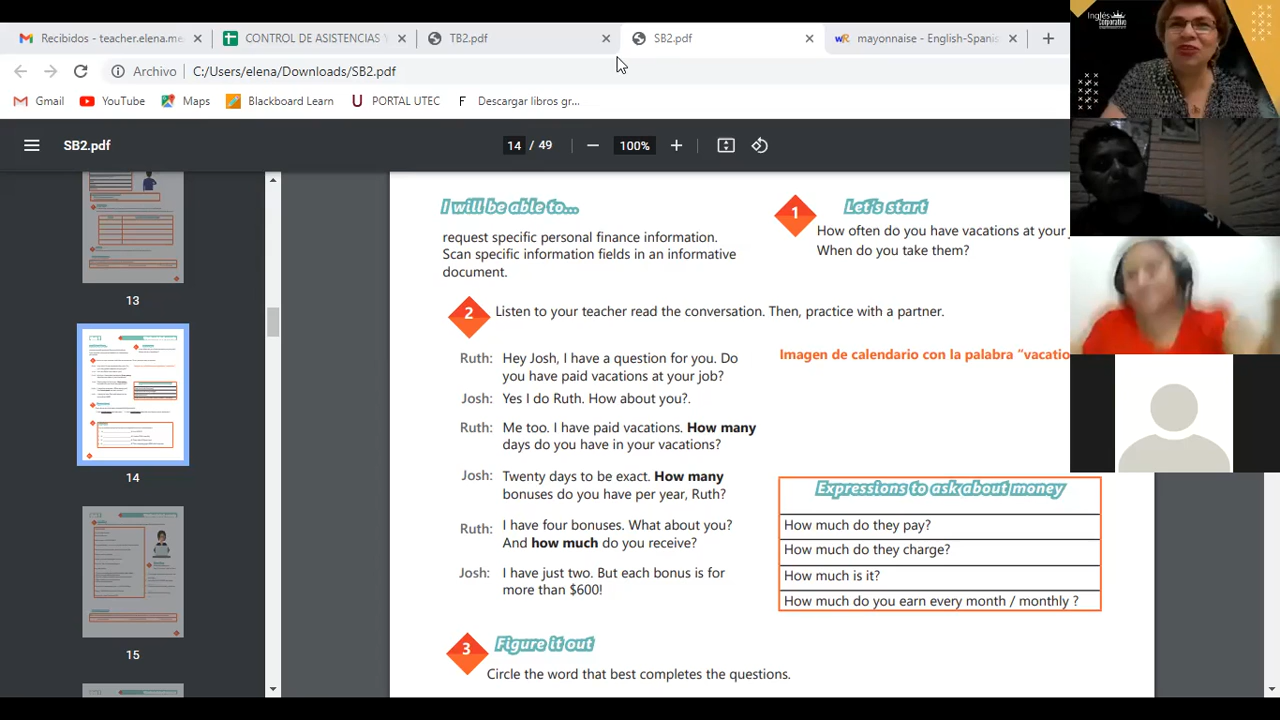 Recibidos - teacher.elena.me
CONTROL DE ASISTENCIAS Y
TB2.pdf
SB2.pdf
mayonnaise - English-Spanis
Archivo
C:/Users/elena/Downloads/SB2.pdf
Gmail
YouTube
Maps
Blackboard Learn
PORTAL UTEC
Descargar libros gr...
SB2.pdf
14 / 49
100%
Inglés
Corporativo
13
14
15
I will be able to...
request specific personal finance information.
Scan specific information fields in an informative
document.
1
Let's start
How often do you have vacations at your
When do you take them?
2
Listen to your teacher read the conversation. Then, practice with a partner.
Ruth: Hey Josh, I have a question for you. Do
you have paid vacations at your job?
Josh: Yes I do Ruth. How about you?.
Ruth: Me too. I have paid vacations. How many
days do you have in your vacations?
Josh: Twenty days to be exact. How many
bonuses do you have per year, Ruth?
Ruth: I have four bonuses. What about you?
And how much do you receive?
Josh: I have just two. But each bonus is for
more than $600!
Imagen de calendario con la palabra “vacatio
Expressions to ask about money
How much do they pay?
How much do they charge?
How much is it?
How much do you earn every month / monthly ?
3
Figure it out
Circle the word that best completes the questions.